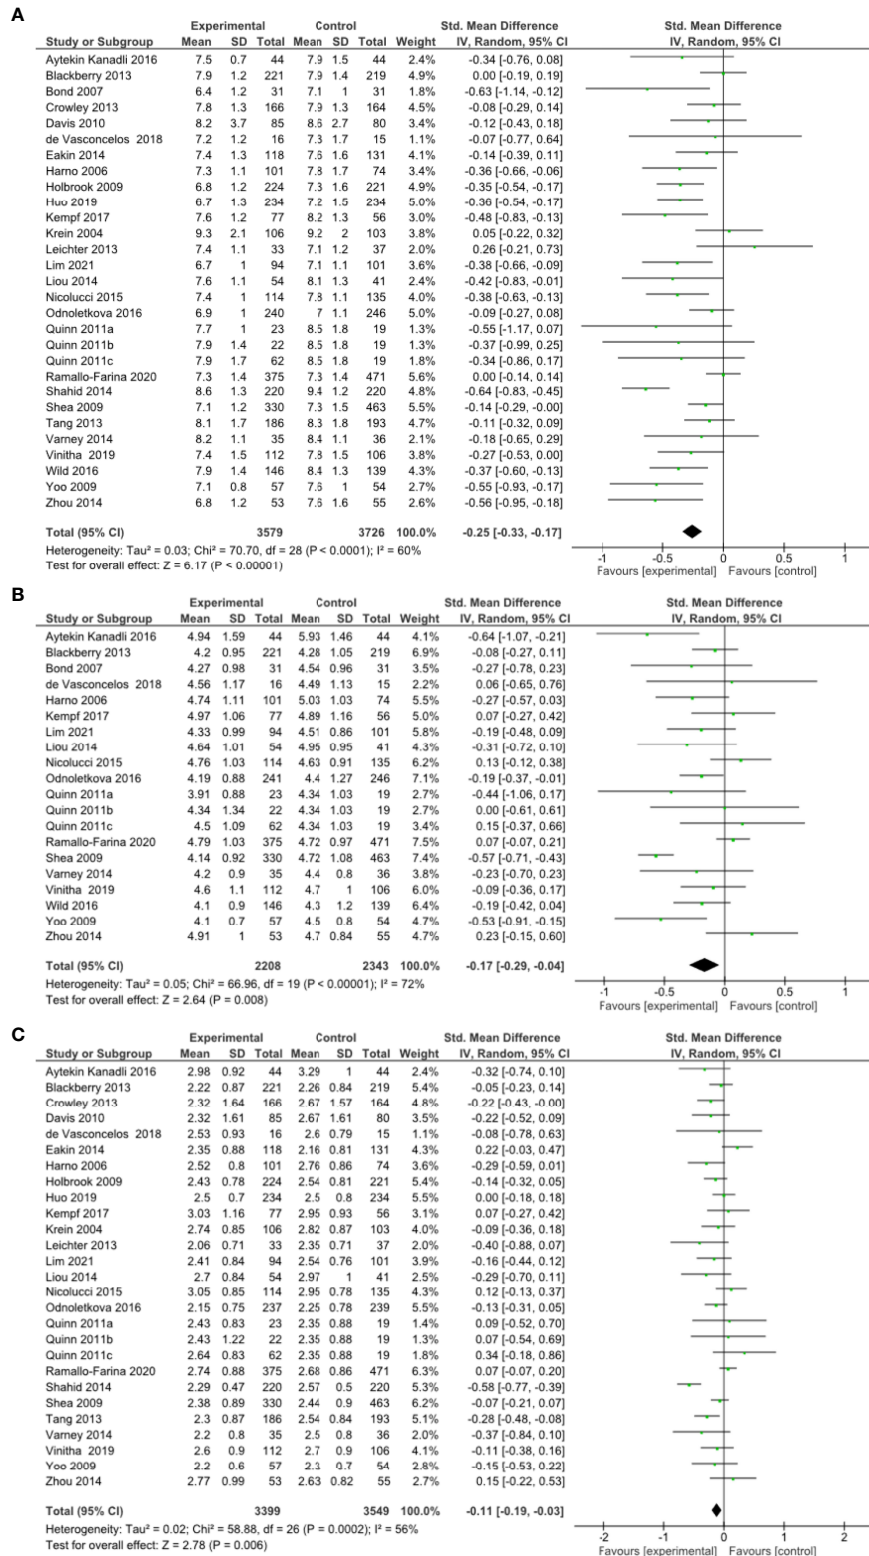 A
Experimental Control Std. Mean Difference Std. Mean Difference
Study or Subgroup Mean SD Total Mean SD Total Weight IV, Random, 95% CI IV, Random, 95% CI
Aytekin Kanadli 2016 7.5 0.7 44 7.9 1.5 44 2.4% -0.34 [-0.76, 0.08]
Blackberry 2013 7.9 1.2 221 7.9 1.4 219 4.9% 0.00 [-0.19, 0.19]
Bond 2007 6.4 1.2 31 7.1 1 31 1.8% -0.63 [-1.14, -0.12]
Crowley 2013 7.8 1.3 166 7.9 1.3 164 4.5% -0.08 [-0.29, 0.14]
Davis 2010 8.2 3.7 85 8.6 2.7 80 3.4% -0.12 [-0.43, 0.18]
de Vasconcelos 2018 7.2 1.2 16 7.3 1.7 15 1.1% -0.07 [-0.77, 0.64]
Eakin 2014 7.4 1.3 118 7.6 1.6 131 4.0% -0.14 [-0.39, 0.11]
Harno 2006 7.3 1.1 101 7.8 1.7 74 3.5% -0.36 [-0.66, -0.06]
Holbrook 2009 6.8 1.2 224 7.3 1.6 221 4.9% -0.35 [-0.54, -0.17]
Huo 2019 6.7 1.3 234 7.2 1.5 234 5.0% -0.36 [-0.54, -0.17]
Kempf 2017 7.6 1.2 77 8.2 1.3 56 3.0% -0.48 [-0.83, -0.13]
Krein 2004 9.3 2.1 106 9.2 2 103 3.8% 0.05 [-0.22, 0.32]
Leichter 2013 7.4 1.1 33 7.1 1.2 37 2.0% 0.26 [-0.21, 0.73]
Lim 2021 6.7 1 94 7.1 1.1 101 3.7% -0.38 [-0.66, -0.09]
Liou 2014 7.6 1.1 54 8.1 1.3 41 2.5% -0.42 [-0.83, -0.01]
Nicolucci 2015 7.4 1 114 7.8 1.1 135 4.0% -0.38 [-0.63, -0.13]
Odnoletkova 2016 6.9 1 240 7 1.1 246 5.0% -0.09 [-0.27, 0.08]
Quinn 2011a 7.7 1 23 8.5 1.8 19 1.3% -0.55 [-1.17, 0.07]
Quinn 2011b 7.9 1.4 22 8.5 1.8 19 1.3% -0.37 [-0.99, 0.25]
Quinn 2011c 7.9 1.7 62 8.5 1.8 19 1.8% -0.34 [-0.86, 0.17]
Ramallo-Farina 2020 7.3 1.4 375 7.3 1.4 471 5.6% 0.00 [-0.14, 0.14]
Shahid 2014 8.6 1.3 220 9.4 1.2 220 4.8% -0.64 [-0.83, -0.45]
Shea 2009 7.1 1.2 330 7.3 1.5 463 5.5% -0.14 [-0.29, -0.00]
Tang 2013 8.1 1.7 186 8.3 1.8 193 4.7% -0.11 [-0.32, 0.09]
Varney 2014 8.2 1.1 35 8.4 1.1 36 2.0% -0.18 [-0.65, 0.29]
Vinitha 2019 7.4 1.5 112 7.8 1.5 106 3.8% -0.27 [-0.53, 0.00]
Wild 2016 7.9 1.4 146 8.4 1.3 139 4.2% -0.37 [-0.60, -0.13]
Yoo 2009 7.1 0.8 57 7.6 1 54 2.7% -0.55 [-0.93, -0.17]
Zhou 2014 6.8 1.2 53 7.6 1.6 55 2.6% -0.56 [-0.95, -0.18]
Total (95% CI) 3579 3726 100.0% -0.25 [-0.33, -0.17]
Heterogeneity: Tau² = 0.03; Chi² = 70.70, df = 28 (P < 0.0001); I² = 60%
Test for overall effect: Z = 6.17 (P < 0.00001)
-1 -0.5 0 0.5 1
Favours [experimental] Favours [control]
B
Experimental Control Std. Mean Difference Std. Mean Difference
Study or Subgroup Mean SD Total Mean SD Total Weight IV, Random, 95% CI IV, Random, 95% CI
Aytekin Kanadli 2016 4.94 1.59 44 5.93 1.46 44 4.1% -0.64 [-1.07, -0.21]
Blackberry 2013 4.2 0.95 221 4.28 1.05 219 6.9% -0.08 [-0.27, 0.11]
Bond 2007 4.27 0.98 31 4.54 0.96 31 3.5% -0.27 [-0.78, 0.23]
de Vasconcelos 2018 4.56 1.17 16 4.49 1.13 15 2.2% 0.06 [-0.65, 0.76]
Harno 2006 4.74 1.11 101 5.03 1.03 74 5.6% -0.27 [-0.57, 0.03]
Kempf 2017 4.97 1.06 77 4.89 1.16 56 5.0% 0.07 [-0.27, 0.42]
Lim 2021 4.33 0.99 94 4.51 0.86 101 5.8% -0.19 [-0.48, 0.09]
Liou 2014 4.64 1.01 54 4.95 0.95 41 4.3% -0.31 [-0.72, 0.10]
Nicolucci 2015 4.76 1.03 114 4.63 0.91 135 6.2% 0.13 [-0.12, 0.38]
Odnoletkova 2016 4.19 0.88 241 4.4 1.27 246 7.1% -0.19 [-0.37, -0.01]
Quinn 2011a 3.91 0.88 23 4.34 1.03 19 2.6% -0.44 [-1.06, 0.17]
Quinn 2011b 4.34 1.34 22 4.34 1.03 19 2.7% 0.00 [-0.61, 0.61]
Quinn 2011c 4.5 1.09 62 4.34 1.03 19 3.4% 0.15 [-0.37, 0.66]
Ramallo-Farina 2020 4.79 1.03 375 4.72 0.97 471 7.5% 0.07 [-0.07, 0.21]
Shea 2009 4.14 0.92 330 4.72 1.08 463 7.4% -0.57 [-0.71, -0.43]
Varney 2014 4.2 0.9 35 4.4 0.8 36 3.8% -0.23 [-0.70, 0.23]
Vinitha 2019 4.6 1.1 112 4.7 1 106 6.0% -0.09 [-0.36, 0.17]
Wild 2016 4.1 0.9 146 4.3 1.2 139 6.4% -0.19 [-0.42, 0.04]
Yoo 2009 4.1 0.7 57 4.5 0.8 54 4.7% -0.53 [-0.91, -0.15]
Zhou 2014 4.91 1 53 4.7 0.84 55 4.7% 0.23 [-0.15, 0.60]
Total (95% CI) 2208 2343 100.0% -0.17 [-0.29, -0.04]
Heterogeneity: Tau² = 0.05; Chi² = 66.96, df = 19 (P < 0.00001); I² = 72%
Test for overall effect: Z = 2.64 (P = 0.008)
-1 -0.5 0 0.5 1
Favours [experimental] Favours [control]
C
Experimental Control Std. Mean Difference Std. Mean Difference
Study or Subgroup Mean SD Total Mean SD Total Weight IV, Random, 95% CI IV, Random, 95% CI
Aytekin Kanadli 2016 2.98 0.92 44 3.29 1 44 2.4% -0.32 [-0.74, 0.10]
Blackberry 2013 2.22 0.87 221 2.26 0.84 219 5.4% -0.05 [-0.23, 0.14]
Crowley 2013 2.32 1.64 166 2.67 1.57 164 4.8% -0.22 [-0.43, -0.00]
Davis 2010 2.32 1.61 85 2.67 1.61 80 3.6% -0.22 [-0.52, 0.09]
de Vasconcelos 2018 2.53 0.93 16 2.6 0.79 15 1.1% -0.08 [-0.78, 0.63]
Eakin 2014 2.35 0.88 118 2.16 0.81 131 4.3% 0.22 [-0.03, 0.47]
Harno 2006 2.52 0.8 101 2.76 0.86 74 3.6% -0.29 [-0.59, 0.01]
Holbrook 2009 2.43 0.78 224 2.54 0.81 221 5.4% -0.14 [-0.32, 0.05]
Huo 2019 2.5 0.7 234 2.5 0.8 234 5.5% 0.00 [-0.18, 0.18]
Kempf 2017 3.03 1.16 77 2.95 0.93 56 3.1% 0.07 [-0.27, 0.42]
Krein 2004 2.74 0.85 106 2.82 0.87 103 4.0% -0.09 [-0.36, 0.18]
Leichter 2013 2.06 0.71 33 2.35 0.71 37 2.0% -0.40 [-0.88, 0.07]
Lim 2021 2.41 0.84 94 2.54 0.76 101 3.9% -0.16 [-0.44, 0.12]
Liou 2014 2.7 0.84 54 2.97 1 41 2.5% -0.29 [-0.70, 0.11]
Nicolucci 2015 3.05 0.85 114 2.95 0.78 135 4.3% 0.12 [-0.13, 0.37]
Odnoletkova 2016 2.15 0.75 237 2.25 0.78 239 5.5% -0.13 [-0.31, 0.05]
Quinn 2011a 2.43 0.83 23 2.35 0.88 19 1.4% 0.09 [-0.52, 0.70]
Quinn 2011b 2.43 1.22 22 2.35 0.88 19 1.3% 0.07 [-0.54, 0.69]
Quinn 2011c 2.64 0.83 62 2.35 0.88 19 1.8% 0.34 [-0.18, 0.86]
Ramallo-Farina 2020 2.74 0.88 375 2.68 0.86 471 6.4% 0.07 [-0.07, 0.20]
Shahid 2014 2.29 0.47 220 2.57 0.5 220 5.3% -0.58 [-0.77, -0.39]
Shea 2009 2.38 0.89 330 2.44 0.9 463 6.3% -0.07 [-0.21, 0.07]
Tang 2013 2.3 0.87 186 2.54 0.84 193 5.1% -0.28 [-0.48, -0.08]
Varney 2014 2.2 0.8 35 2.5 0.8 36 2.1% -0.37 [-0.84, 0.10]
Vinitha 2019 2.6 0.9 112 2.7 0.9 106 4.1% -0.11 [-0.38, 0.16]
Yoo 2009 2.2 0.6 57 2.3 0.7 54 2.8% -0.15 [-0.53, 0.22]
Zhou 2014 2.77 0.99 53 2.63 0.82 55 2.7% 0.15 [-0.22, 0.53]
Total (95% CI) 3399 3549 100.0% -0.11 [-0.19, -0.03]
Heterogeneity: Tau² = 0.02; Chi² = 58.88, df = 26 (P = 0.0002); I² = 56%
Test for overall effect: Z = 2.78 (P = 0.006)
-2 -1 0 1 2
Favours [experimental] Favours [control]